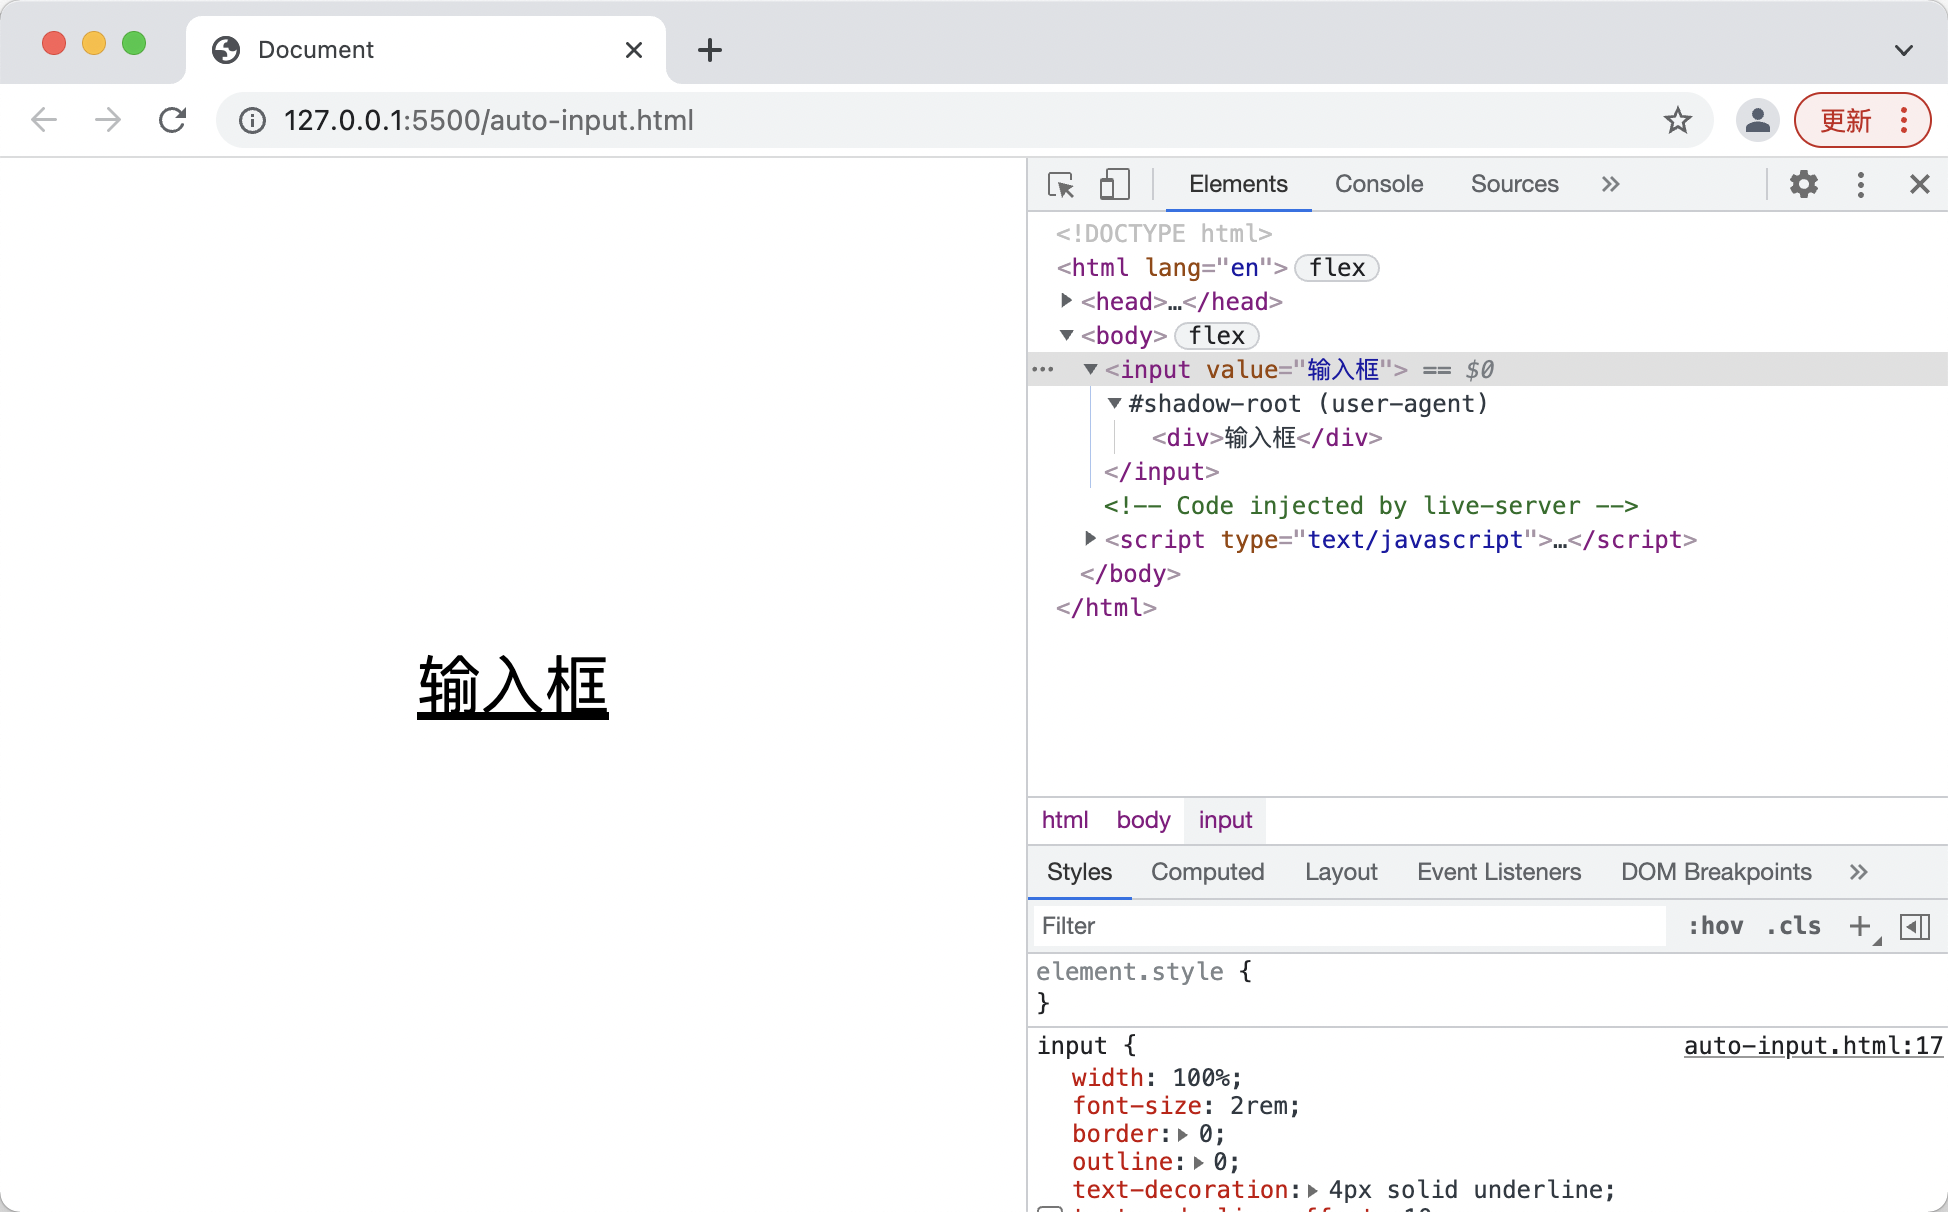 Document
127.0.0.1:5500/auto-input.html
更新
Elements Console Sources
<!DOCTYPE html>
<html lang="en"> flex
<head>…</head>
<body> flex
<input value="输入框"> == $0
#shadow-root (user-agent)
<div>输入框</div>
</input>
<!-- Code injected by live-server -->
<script type="text/javascript">…</script>
</body>
</html>
输入框
html body input
Styles Computed Layout Event Listeners DOM Breakpoints
Filter :hov .cls
element.style {
}
input { auto-input.html:17
width: 100%;
font-size: 2rem;
border: 0;
outline: 0;
text-decoration: 4px solid underline;